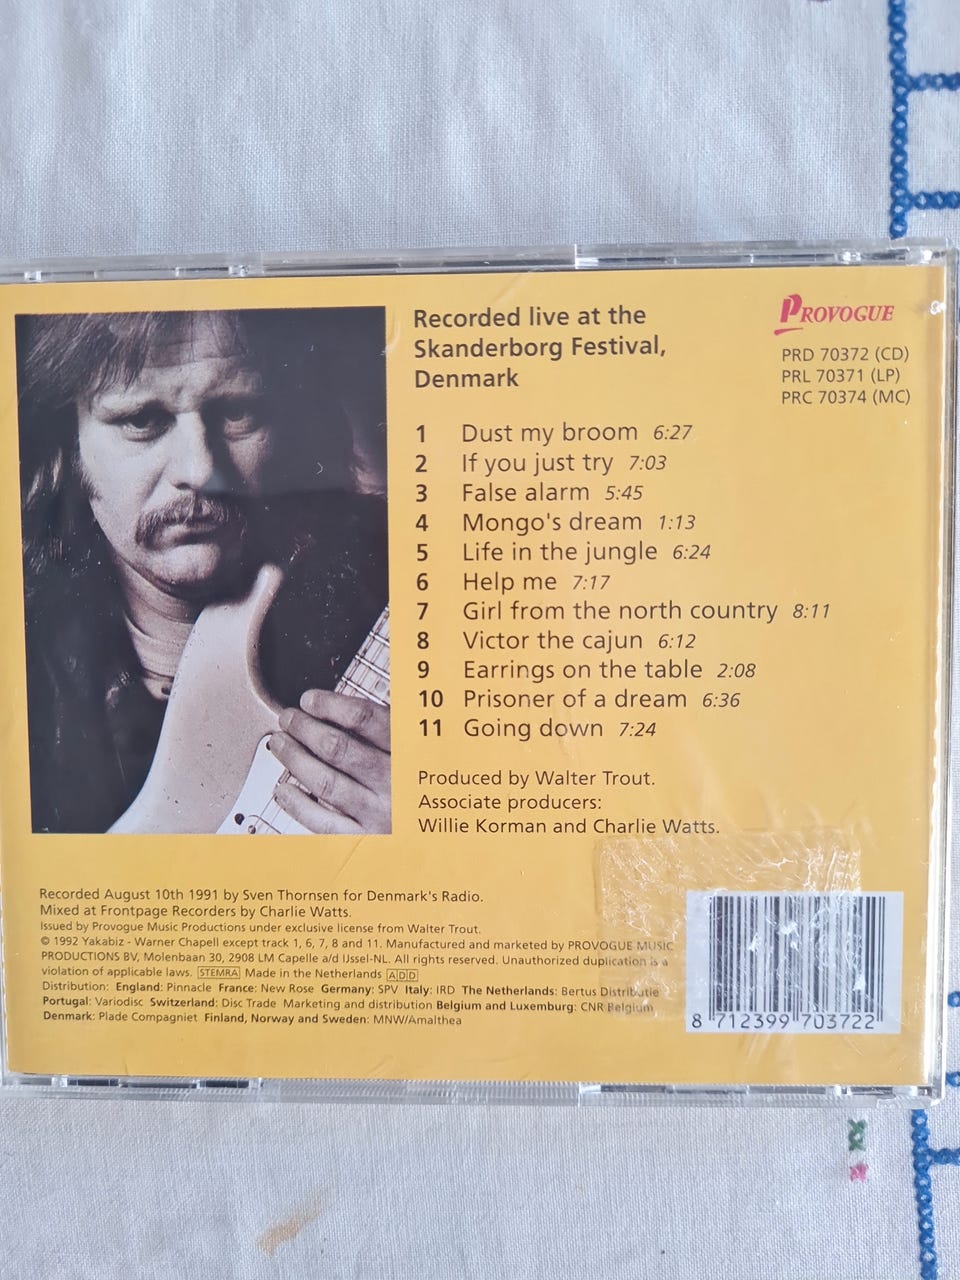 Recorded live at the
Skanderborg Festival,
Denmark
PROVOGUE
PRD 70372 (CD)
PRL 70371 (LP)
PRC 70374 (MC)
1 Dust my broom 6:27
2 If you just try 7:03
3 False alarm 5:45
4 Mongo's dream 1:13
5 Life in the jungle 6:24
6 Help me 7:17
7 Girl from the north country 8:11
8 Victor the cajun 6:12
9 Earrings on the table 2:08
10 Prisoner of a dream 6:36
11 Going down 7:24
Produced by Walter Trout.
Associate producers:
Willie Korman and Charlie Watts.
Recorded August 10th 1991 by Sven Thornsen for Denmark's Radio.
Mixed at Frontpage Recorders by Charlie Watts.
Issued by Provogue Music Productions under exclusive license from Walter Trout.
© 1992 Yakabiz - Warner Chapell except track 1, 6, 7, 8 and 11. Manufactured and marketed by PROVOGUE MUSIC
PRODUCTIONS BV, Molenbaan 30, 2908 LM Capelle a/d IJssel-NL. All rights reserved. Unauthorized duplication is a
violation of applicable laws. STEMRA Made in the Netherlands ADD
Distribution: England: Pinnacle France: New Rose Germany: SPV Italy: IRD The Netherlands: Bertus Distributie
Portugal: Variodisc Switzerland: Disc Trade Marketing and distribution Belgium and Luxemburg: CNR Belgium
Denmark: Plade Compagniet Finland, Norway and Sweden: MNW/Amalthea
8 712399 703722